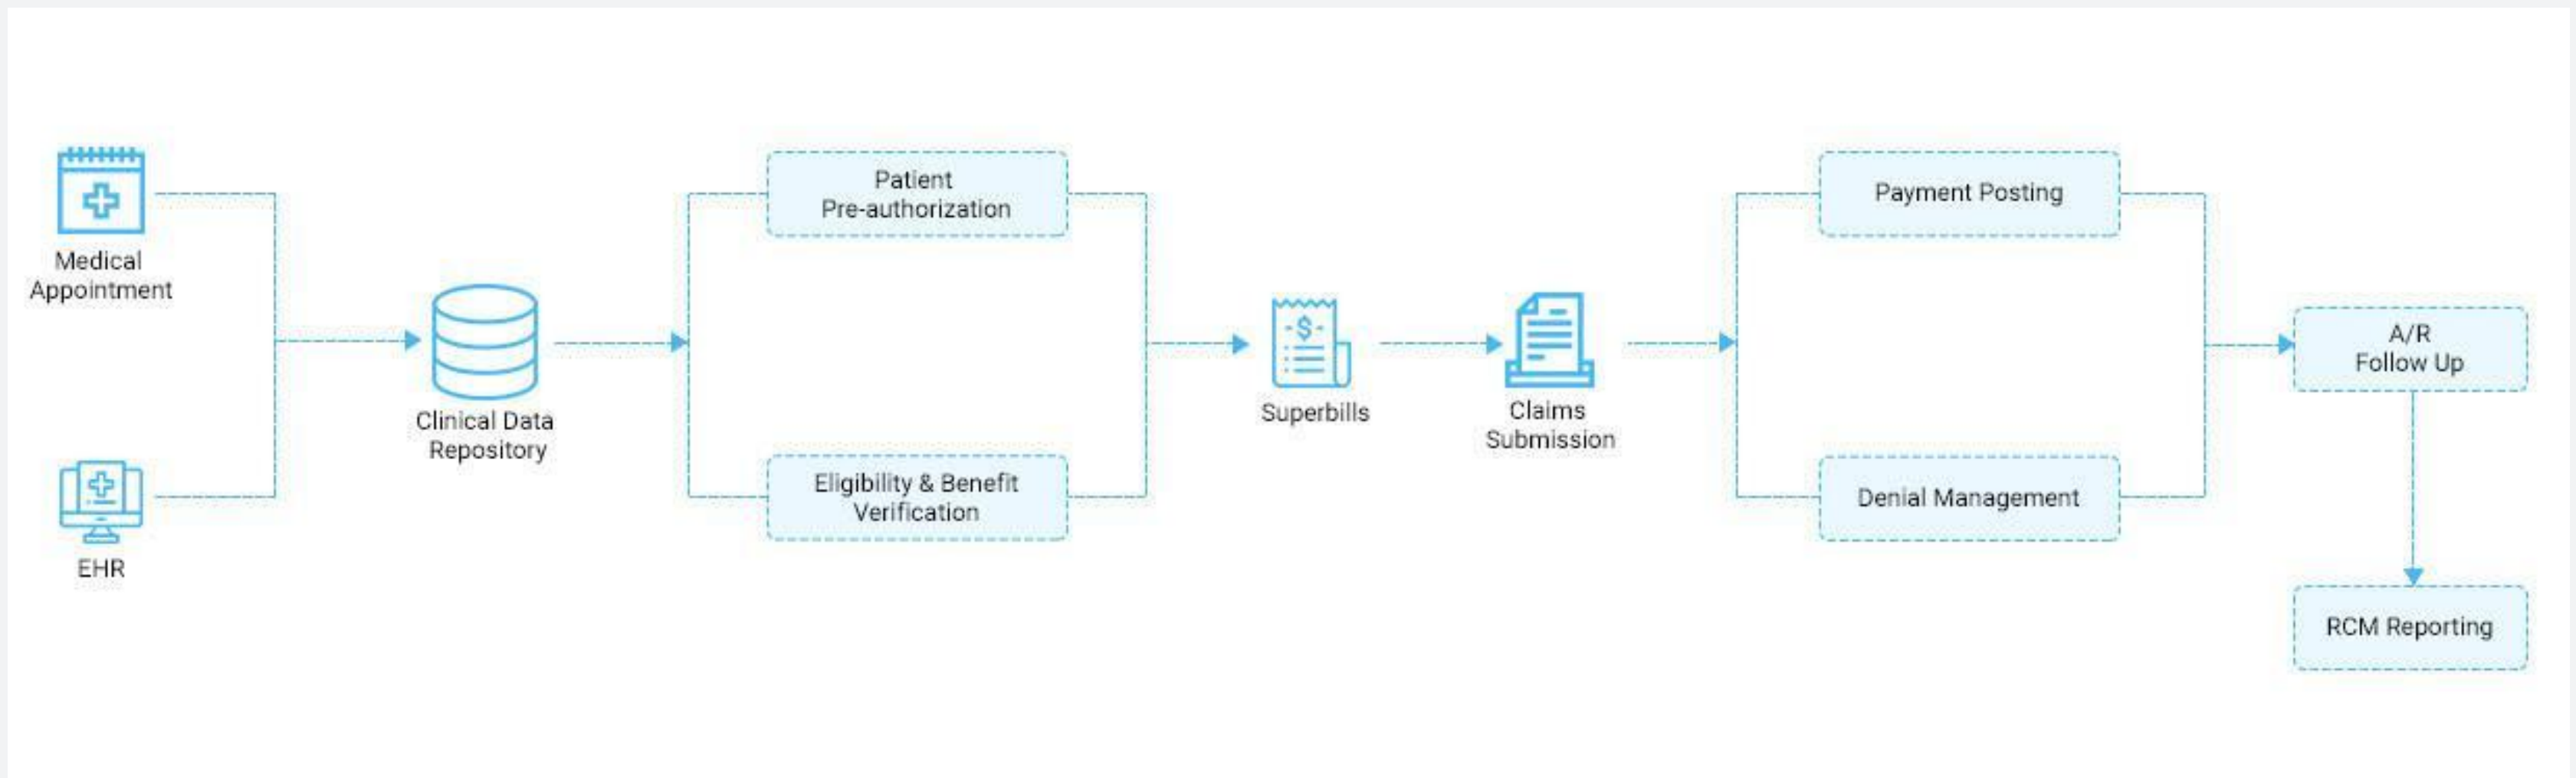 Medical
Appointment
EHR
Clinical Data
Repository
Patient
Pre-authorization
Eligibility & Benefit
Verification
-$-
Superbills
Claims
Submission
Payment Posting
Denial Management
A/R
Follow Up
RCM Reporting